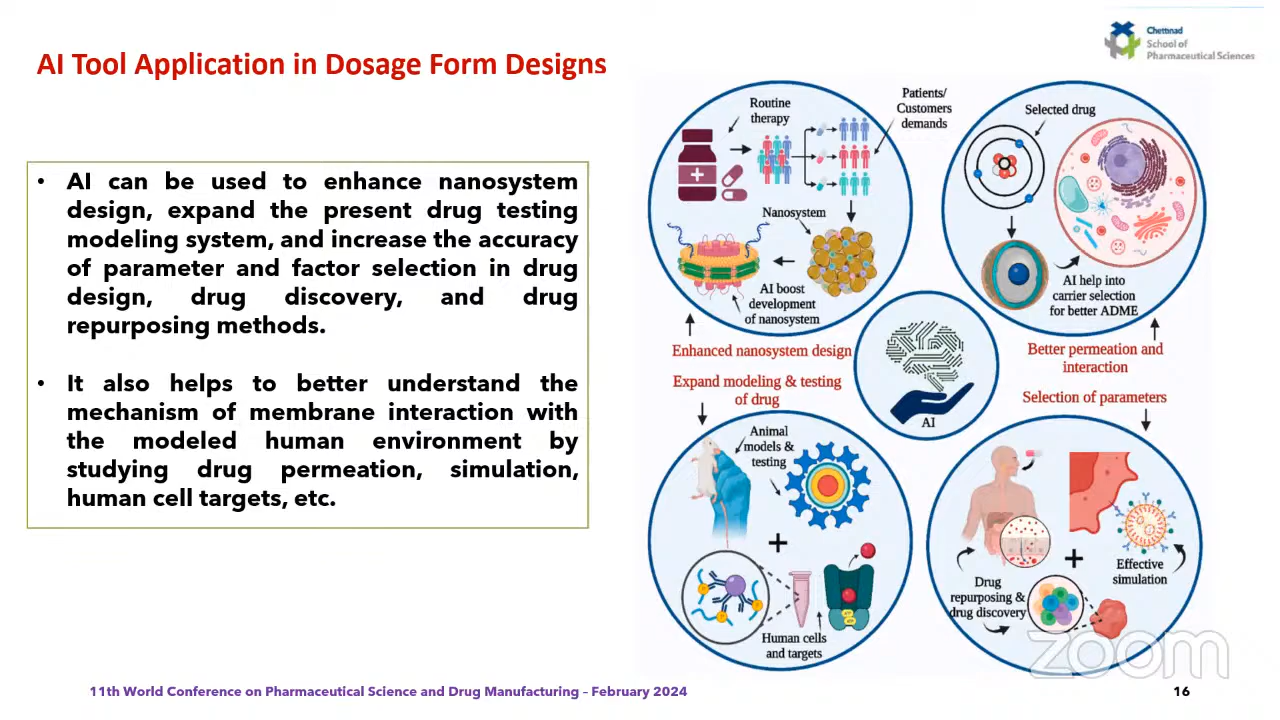 Chettinad
School of
Pharmaceutical Sciences
AI Tool Application in Dosage Form Designs
• AI can be used to enhance nanosystem
design, expand the present drug testing
modeling system, and increase the accuracy
of parameter and factor selection in drug
design, drug discovery, and drug
repurposing methods.
• It also helps to better understand the
mechanism of membrane interaction with
the modeled human environment by
studying drug permeation, simulation,
human cell targets, etc.
Routine
therapy
Patients/
Customers
demands
Nanosystem
AI boost
development
of nanosystem
Enhanced nanosystem design
Selected drug
AI help into
carrier selection
for better ADME
Better permeation and
interaction
AI
Expand modeling & testing
of drug
Animal
models &
testing
Human cells
and targets
Selection of parameters
Effective
simulation
Drug
repurposing &
drug discovery
zoom
11th World Conference on Pharmaceutical Science and Drug Manufacturing – February 2024
16